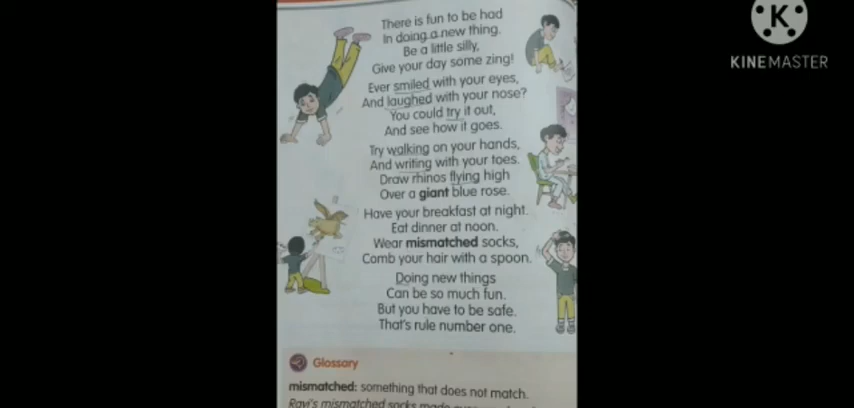 K
KINEMASTER
There is fun to be had
In doing a new thing.
Be a little silly,
Give your day some zing!
Ever smiled with your eyes,
And laughed with your nose?
You could try it out,
And see how it goes.
Try walking on your hands,
And writing with your toes.
Draw rhinos flying high
Over a giant blue rose.
Have your breakfast at night.
Eat dinner at noon.
Wear mismatched socks,
Comb your hair with a spoon.
Doing new things
Can be so much fun.
But you have to be safe.
That's rule number one.
Glossary
mismatched: something that does not match.
Ravi's mismatched socks made